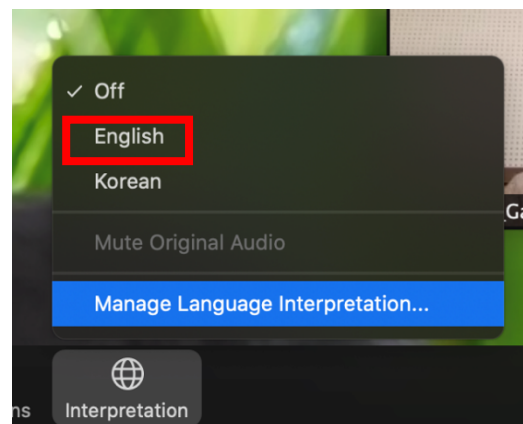 ✓ Off
English
Korean
Mute Original Audio
Manage Language Interpretation...
Interpretation